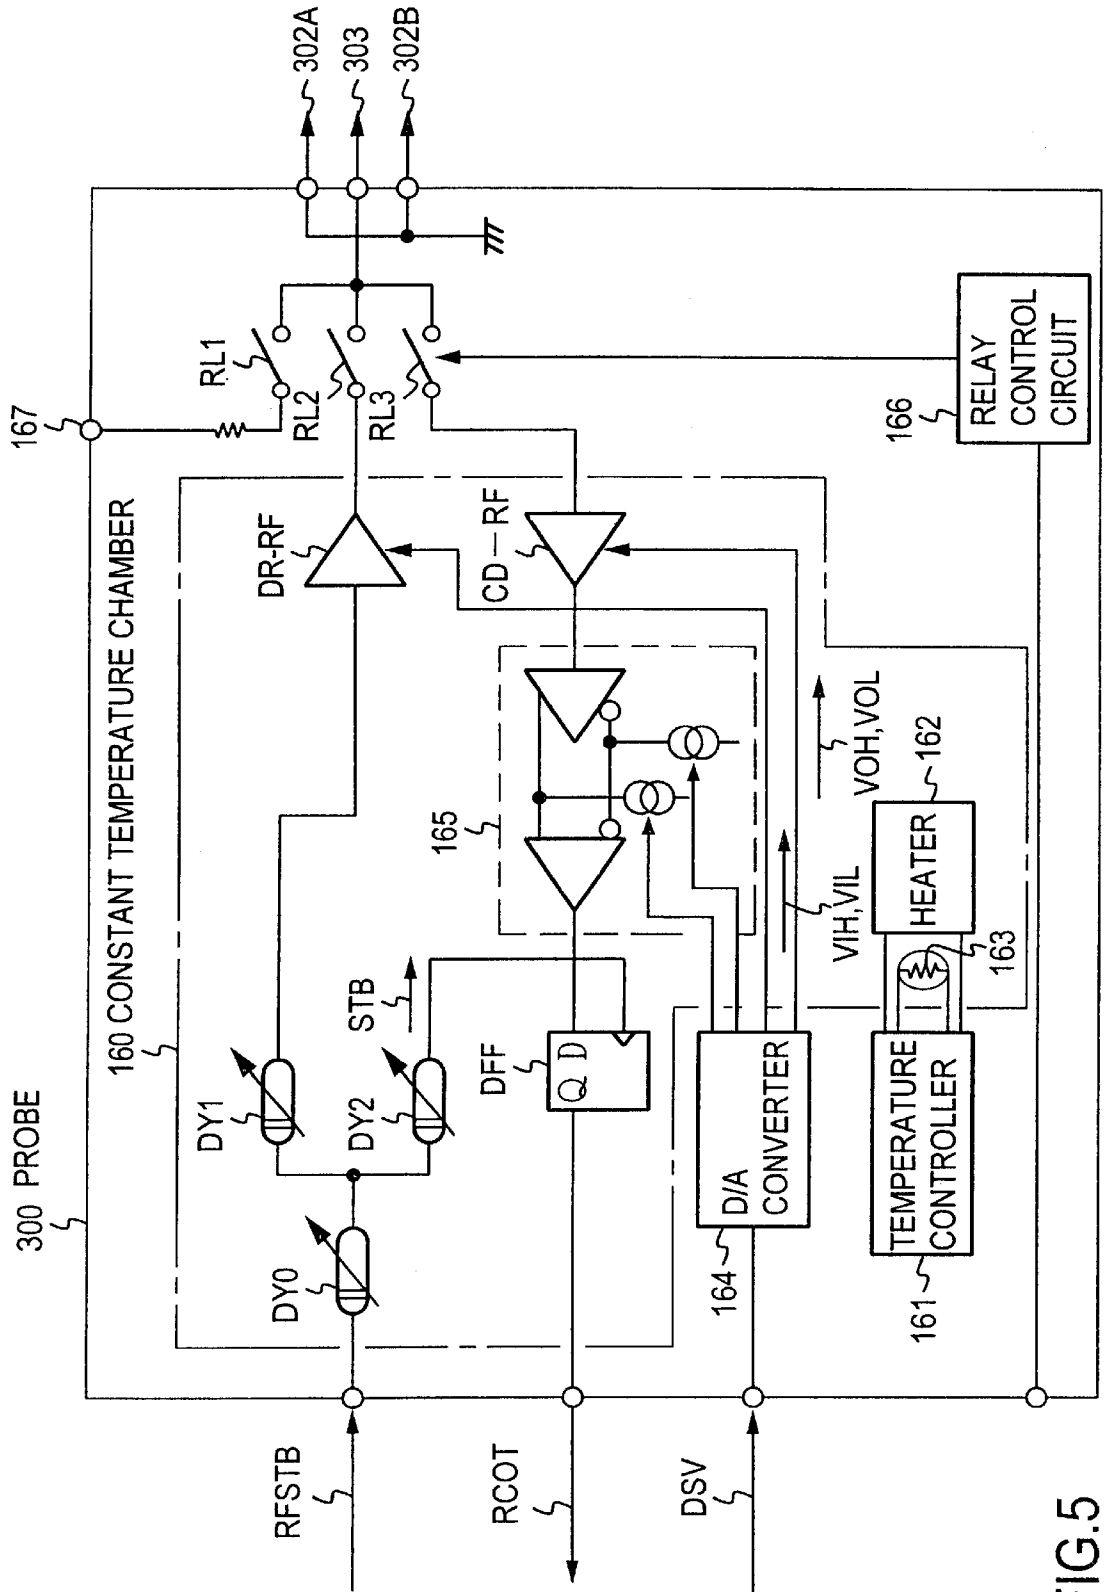 300 PROBE
160 CONSTANT TEMPERATURE CHAMBER
167
RFSTB
RCOT
DSV
DY0
DY1
DY2
STB
DFF
Q D
165
DR-RF
CD-RF
RL1
RL2
RL3
302A
303
302B
164
D/A
CONVERTER
VIH,VIL
VOH,VOL
161
TEMPERATURE
CONTROLLER
163
HEATER
162
166
RELAY
CONTROL
CIRCUIT
FIG.5